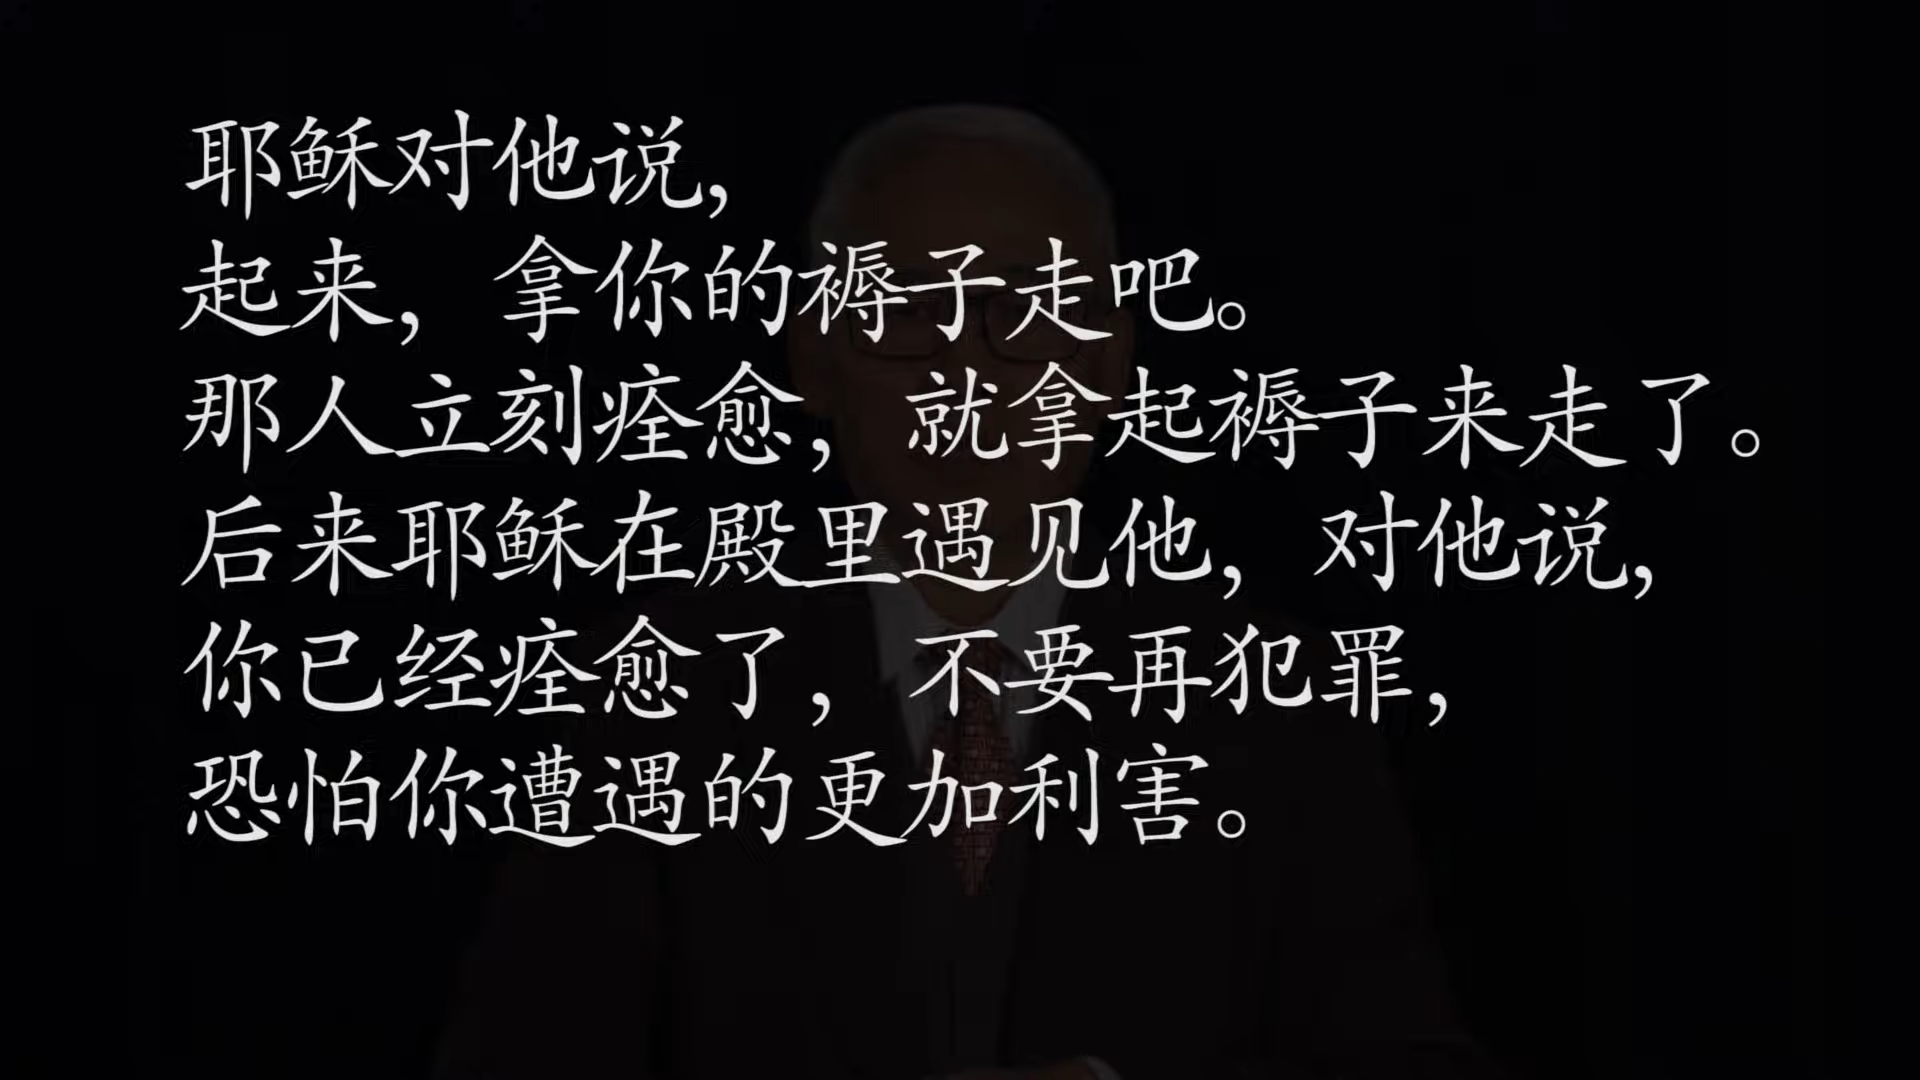 耶稣对他说，
起来，拿你的褥子走吧。
那人立刻痊愈，就拿起褥子来走了。
后来耶稣在殿里遇见他，对他说，
你已经痊愈了，不要再犯罪，
恐怕你遭遇的更加利害。